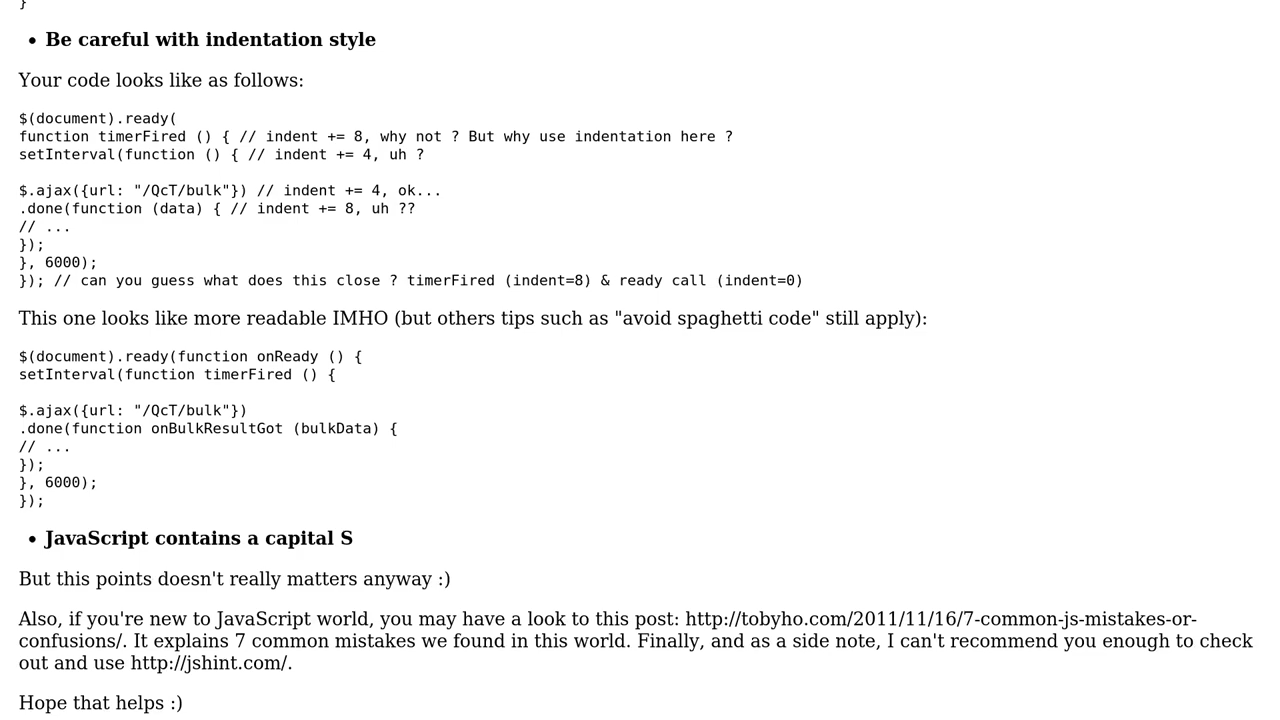 }
• Be careful with indentation style
Your code looks like as follows:
$(document).ready(
function timerFired () { // indent += 8, why not ? But why use indentation here ?
setInterval(function () { // indent += 4, uh ?
$.ajax({url: "/QcT/bulk"}) // indent += 4, ok...
.done(function (data) { // indent += 8, uh ??
// ...
});
}, 6000);
}); // can you guess what does this close ? timerFired (indent=8) & ready call (indent=0)
This one looks like more readable IMHO (but others tips such as "avoid spaghetti code" still apply):
$(document).ready(function onReady () {
setInterval(function timerFired () {
$.ajax({url: "/QcT/bulk"})
.done(function onBulkResultGot (bulkData) {
// ...
});
}, 6000);
});
• JavaScript contains a capital S
But this points doesn't really matters anyway :)
Also, if you're new to JavaScript world, you may have a look to this post: http://tobyho.com/2011/11/16/7-common-js-mistakes-or-
confusions/. It explains 7 common mistakes we found in this world. Finally, and as a side note, I can't recommend you enough to check
out and use http://jshint.com/.
Hope that helps :)